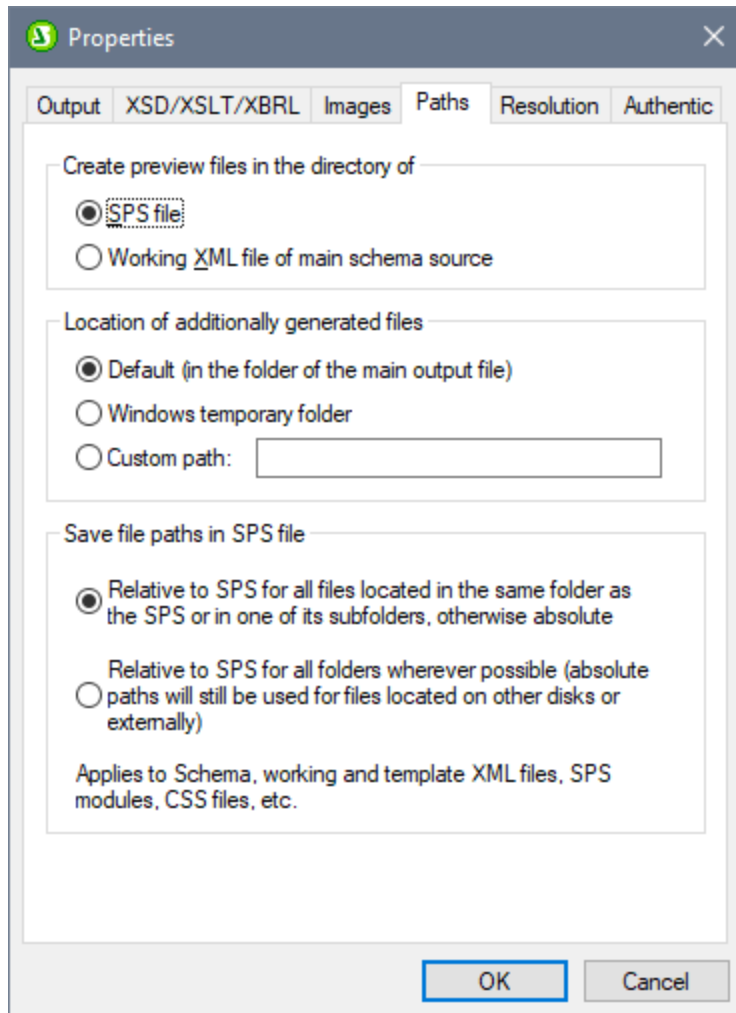 Properties
Output XSD/XSLT/XBRL Images Paths Resolution Authentic
Create preview files in the directory of
SPS file
Working XML file of main schema source
Location of additionally generated files
Default (in the folder of the main output file)
Windows temporary folder
Custom path:
Save file paths in SPS file
Relative to SPS for all files located in the same folder as
the SPS or in one of its subfolders, otherwise absolute
Relative to SPS for all folders wherever possible (absolute
paths will still be used for files located on other disks or
externally)
Applies to Schema, working and template XML files, SPS
modules, CSS files, etc.
OK Cancel